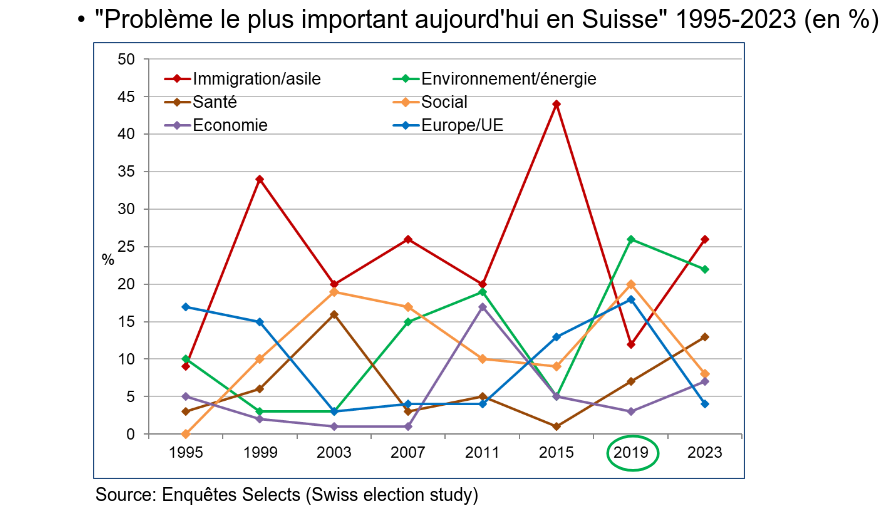 • "Problème le plus important aujourd'hui en Suisse" 1995-2023 (en %)
50
45
40
35
30
25
20
15
10
5
0
%
Immigration/asile
Environnement/énergie
Santé
Social
Economie
Europe/UE
1995 1999 2003 2007 2011 2015 2019 2023
Source: Enquêtes Selects (Swiss election study)